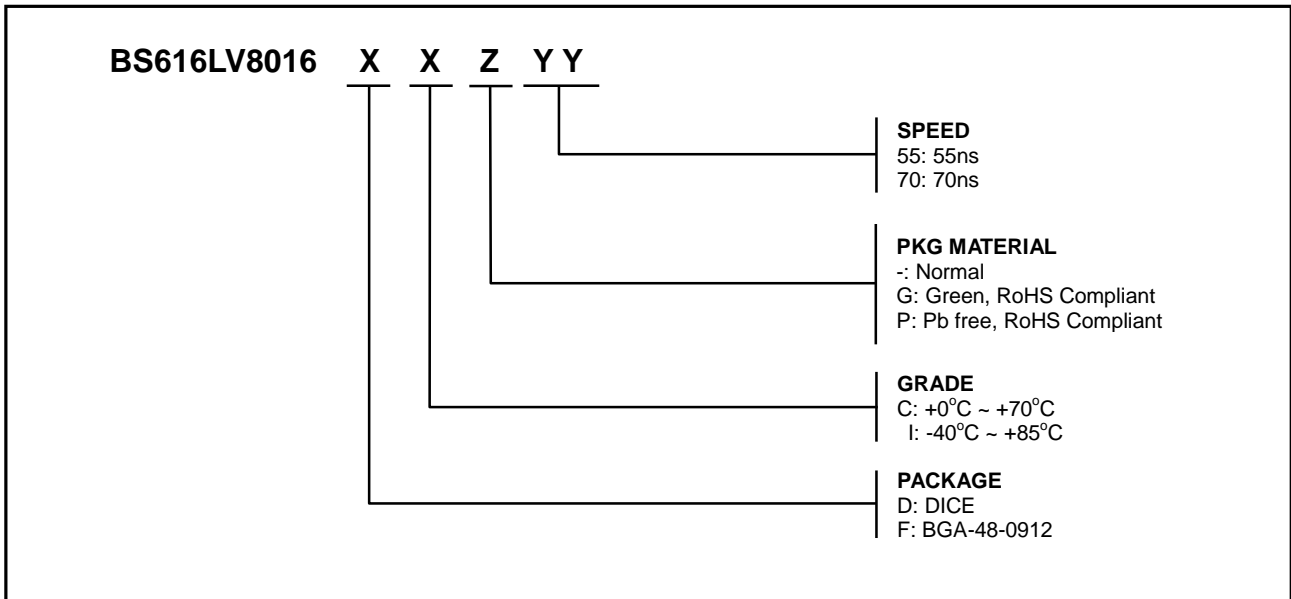 BS616LV8016 X X Z Y Y
SPEED
55: 55ns
70: 70ns
PKG MATERIAL
-: Normal
G: Green, RoHS Compliant
P: Pb free, RoHS Compliant
GRADE
C: +0°C ~ +70°C
I: -40°C ~ +85°C
PACKAGE
D: DICE
F: BGA-48-0912